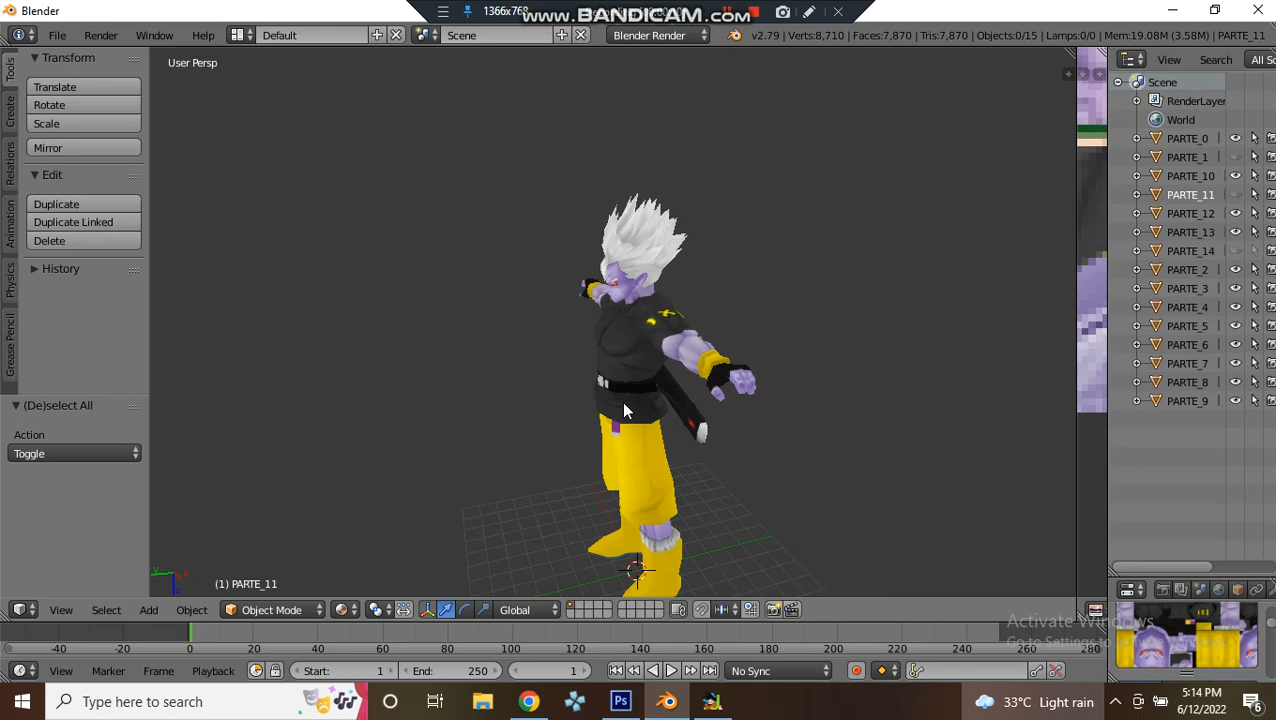 Blender
1366x768
www.BANDICAM.com
File Render Window Help
Default
Scene
Blender Render
v2.79 | Verts:8,710 | Faces:7,870 | Tris:7,870 | Objects:0/15 | Lamps:0/0 | Mem:19.08M (3.58M) | PARTE_11
Tools
Create
Relations
Animation
Physics
Grease Pencil
Transform
Translate
Rotate
Scale
Mirror
Edit
Duplicate
Duplicate Linked
Delete
History
(De)select All
Action
Toggle
User Persp
(1) PARTE_11
View Search All Sc
Scene
RenderLayer
World
PARTE_0
PARTE_1
PARTE_10
PARTE_11
PARTE_12
PARTE_13
PARTE_14
PARTE_2
PARTE_3
PARTE_4
PARTE_5
PARTE_6
PARTE_7
PARTE_8
PARTE_9
View Select Add Object
Object Mode
Global
Activate Windows
Go to Settings to
-40 -20 0 20 40 60 80 100 120 140 160 180 200 220 240 260 280
View Marker Frame Playback
Start: 1
End: 250
1
No Sync
Type here to search
33°C Light rain
5:14 PM
6/12/2022
6